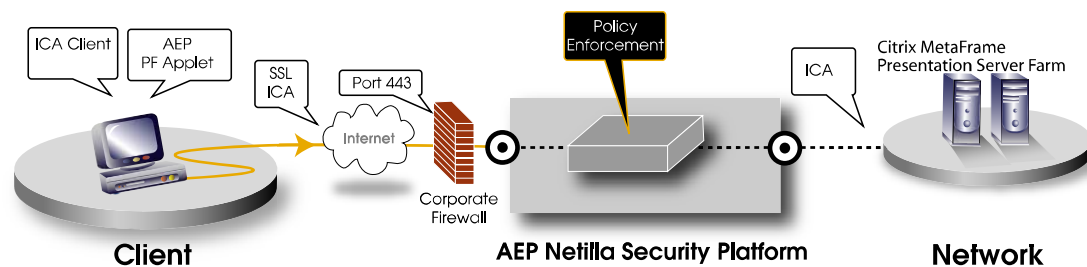 ICA Client
AEP
PF Applet
SSL
ICA
Port 443
Internet
Corporate
Firewall
Policy
Enforcement
ICA
Citrix MetaFrame
Presentation Server Farm
Client
AEP Netilla Security Platform
Network